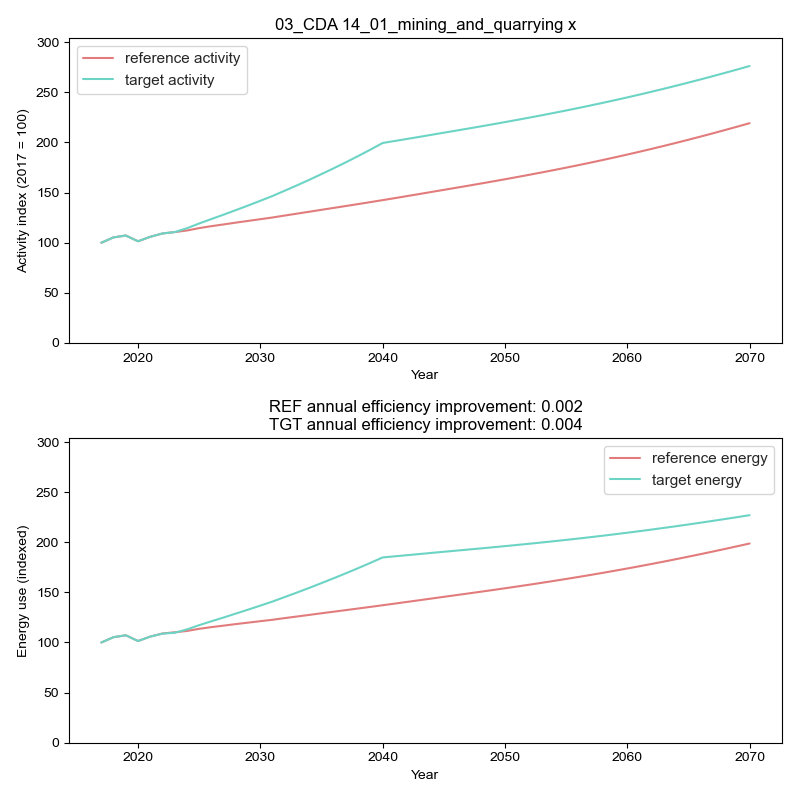 03_CDA 14_01_mining_and_quarrying x
300
250
200
150
100
50
0
Activity index (2017 = 100)
reference activity
target activity
2020 2030 2040 2050 2060 2070
Year
REF annual efficiency improvement: 0.002
TGT annual efficiency improvement: 0.004
300
250
200
150
100
50
0
Energy use (indexed)
reference energy
target energy
2020 2030 2040 2050 2060 2070
Year